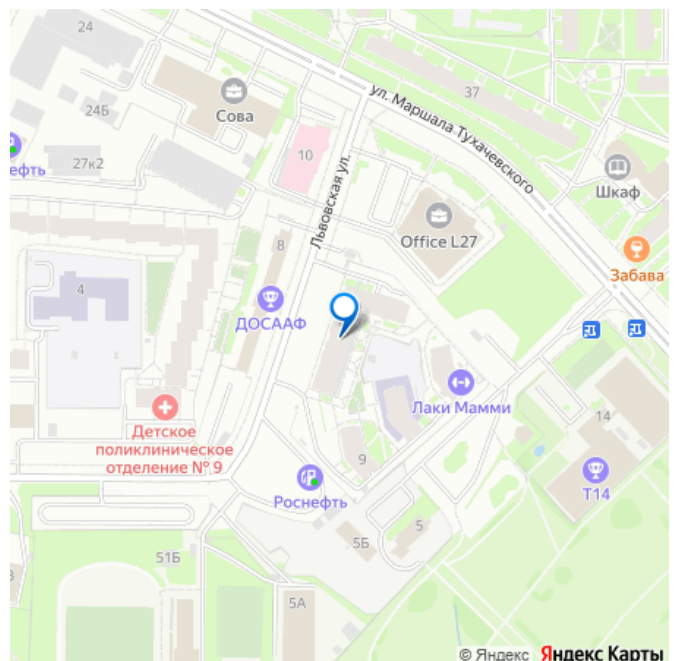 24
37
ул. Маршала Тухачевского
24Б
Сова
27к2
ефть
10
Львовская ул.
Шкаф
Office L27
8
Забава
4
ДОСААФ
Лаки Мамми
Детское
поликлиническое
отделение № 9
14
9
Т14
Роснефть
5
5Б
51Б
5А
© Яндекс Яндекс Карты